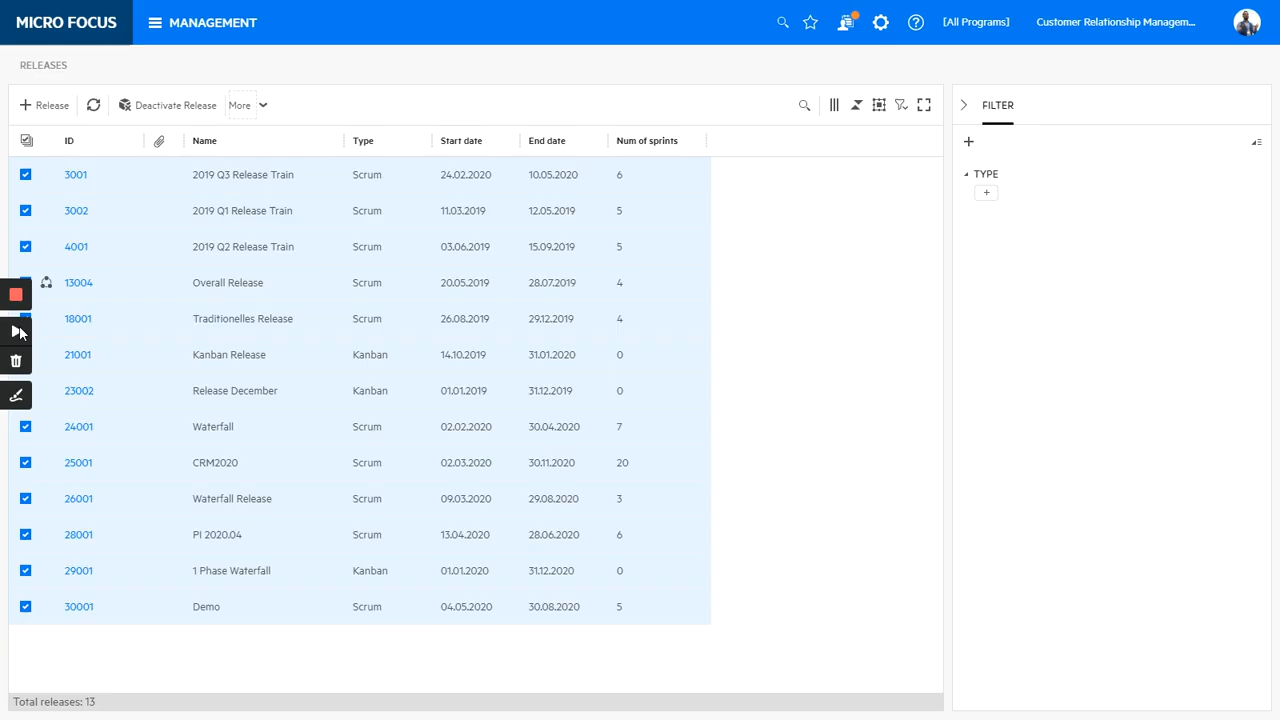 MICRO FOCUS MANAGEMENT [All Programs] Customer Relationship Managem...
RELEASES
+ Release Deactivate Release More
FILTER
ID Name Type Start date End date Num of sprints
3001 2019 Q3 Release Train Scrum 24.02.2020 10.05.2020 6
TYPE
+
3002 2019 Q1 Release Train Scrum 11.03.2019 12.05.2019 5
4001 2019 Q2 Release Train Scrum 03.06.2019 15.09.2019 5
13004 Overall Release Scrum 20.05.2019 28.07.2019 4
18001 Traditionelles Release Scrum 26.08.2019 29.12.2019 4
21001 Kanban Release Kanban 14.10.2019 31.01.2020 0
23002 Release December Kanban 01.01.2019 31.12.2019 0
24001 Waterfall Scrum 02.02.2020 30.04.2020 7
25001 CRM2020 Scrum 02.03.2020 30.11.2020 20
26001 Waterfall Release Scrum 09.03.2020 29.08.2020 3
28001 PI 2020.04 Scrum 13.04.2020 28.06.2020 6
29001 1 Phase Waterfall Kanban 01.01.2020 31.12.2020 0
30001 Demo Scrum 04.05.2020 30.08.2020 5
Total releases: 13